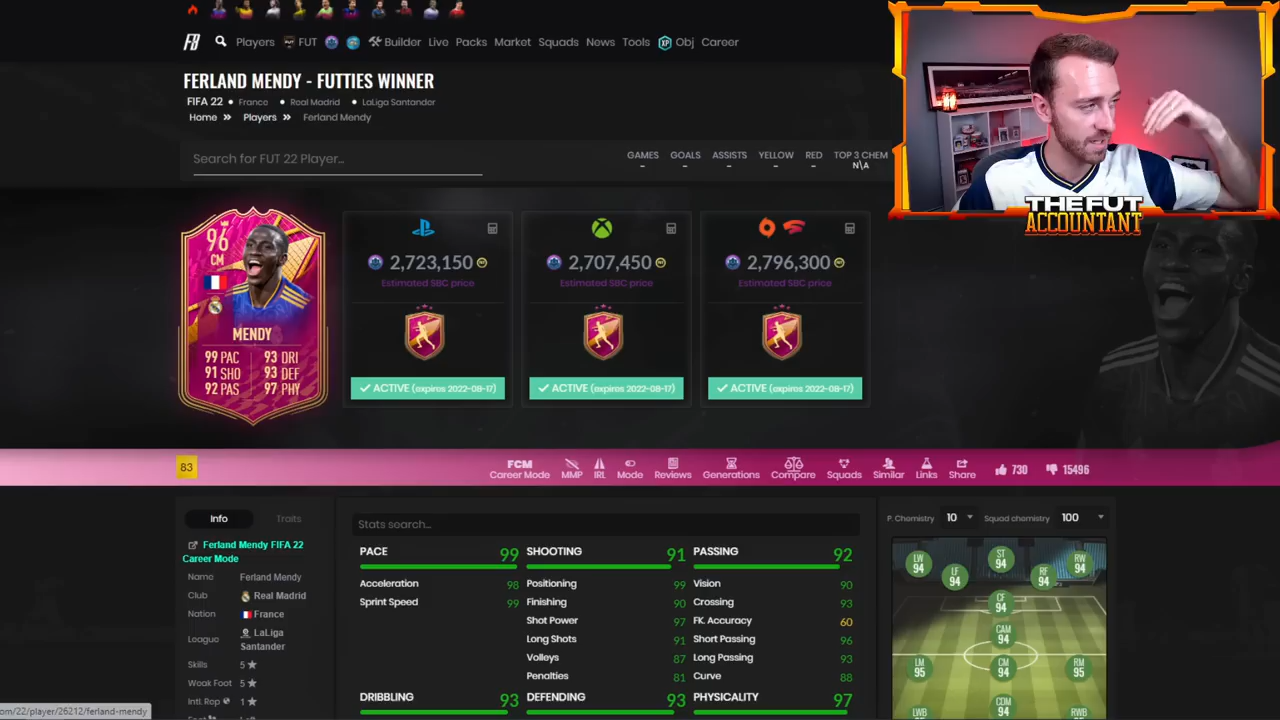 F8
Players
FUT
Builder
Live
Packs
Market
Squads
News
Tools
XP
Obj
Career
FERLAND MENDY - FUTTIES WINNER
FIFA 22 • France • Real Madrid • LaLiga Santander
Home » Players » Ferland Mendy
Search for FUT 22 Player...
GAMES GOALS ASSISTS YELLOW RED TOP 3 CHEM
- - - - - N\A
THE FUT
ACCOUNTANT
96
CM
MENDY
99 PAC 93 DRI
91 SHO 93 DEF
92 PAS 97 PHY
2,723,150
Estimated SBC price
ACTIVE (expires 2022-08-17)
2,707,450
Estimated SBC price
ACTIVE (expires 2022-08-17)
2,796,300
Estimated SBC price
ACTIVE (expires 2022-08-17)
83
FCM
Career Mode
MMP
IRL
Mode
Reviews
Generations
Compare
Squads
Similar
Links
Share
730
15496
Info
Traits
Ferland Mendy FIFA 22
Career Mode
Name Ferland Mendy
Club Real Madrid
Nation France
League LaLiga
Santander
Skills 5
Weak Foot 5
Intl. Rep 1
Stats search...
PACE 99
Acceleration 98
Sprint Speed 99
SHOOTING 91
Positioning 99
Finishing 90
Shot Power 97
Long Shots 91
Volleys 87
Penalties 81
PASSING 92
Vision 90
Crossing 93
FK. Accuracy 60
Short Passing 96
Long Passing 93
Curve 88
DRIBBLING 93
DEFENDING 93
PHYSICALITY 97
P. Chemistry 10
Squad chemistry 100
LW
94
ST
94
RW
94
LF
94
RF
94
CF
94
CAM
94
LM
95
CM
94
RM
95
LWB
CDM
94
RWB
com/22/player/26212/ferland-mendy